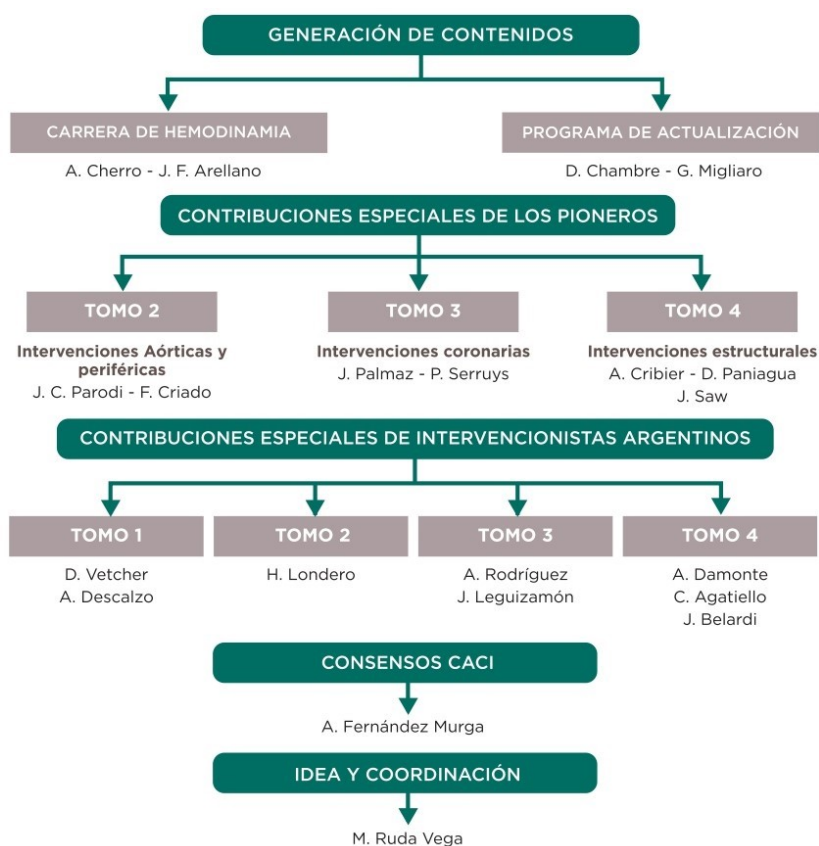 GENERACIÓN DE CONTENIDOS
CARRERA DE HEMODINAMIA
PROGRAMA DE ACTUALIZACIÓN
A. Cherro - J. F. Arellano
D. Chambre - G. Migliaro
CONTRIBUCIONES ESPECIALES DE LOS PIONEROS
TOMO 2
TOMO 3
TOMO 4
Intervenciones Aórticas y
periféricas
J. C. Parodi - F. Criado
Intervenciones coronarias
J. Palmaz - P. Serruys
Intervenciones estructurales
A. Cribier - D. Paniagua
J. Saw
CONTRIBUCIONES ESPECIALES DE INTERVENCIONISTAS ARGENTINOS
TOMO 1
TOMO 2
TOMO 3
TOMO 4
D. Vetcher
A. Descalzo
H. Londero
A. Rodríguez
J. Leguizamón
A. Damonte
C. Agatiello
J. Belardi
CONSENSOS CACI
A. Fernández Murga
IDEA Y COORDINACIÓN
M. Ruda Vega